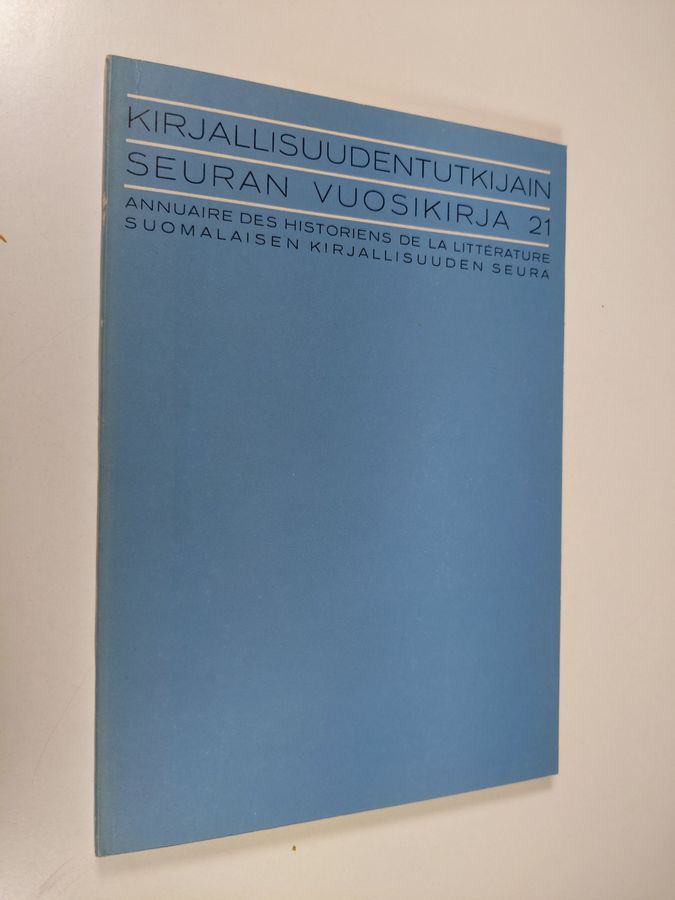 KIRJALLISUUDENTUTKIJAIN
SEURAN VUOSIKIRJA 21
ANNUAIRE DES HISTORIENS DE LA LITTÉRATURE
SUOMALAISEN KIRJALLISUUDEN SEURA